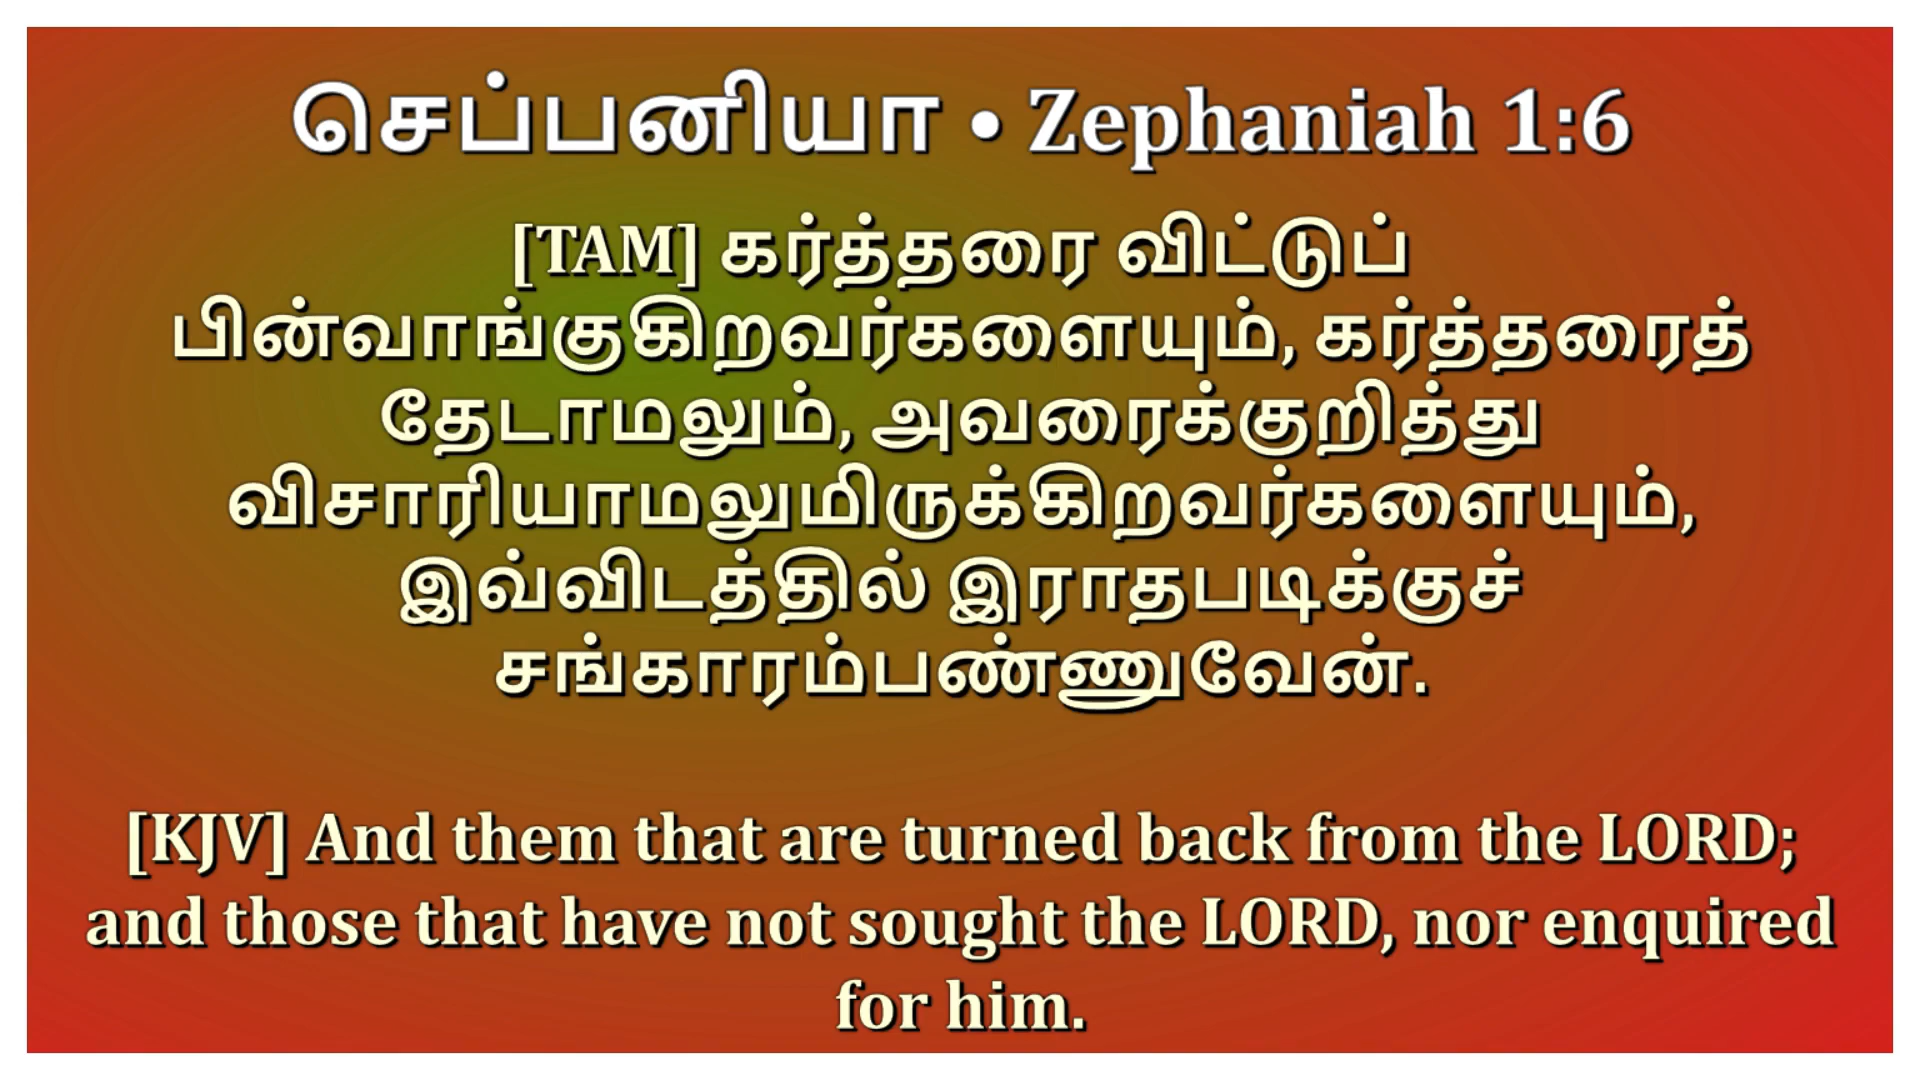 செப்பனியா • Zephaniah 1:6
[TAM] கர்த்தரை விட்டுப்
பின்வாங்குகிறவர்களையும், கர்த்தரைத்
தேடாமலும், அவரைக்குறித்து
விசாரியாமலுமிருக்கிறவர்களையும்,
இவ்விடத்தில் இராதபடிக்குச்
சங்காரம்பண்ணுவேன்.
[KJV] And them that are turned back from the LORD;
and those that have not sought the LORD, nor enquired
for him.